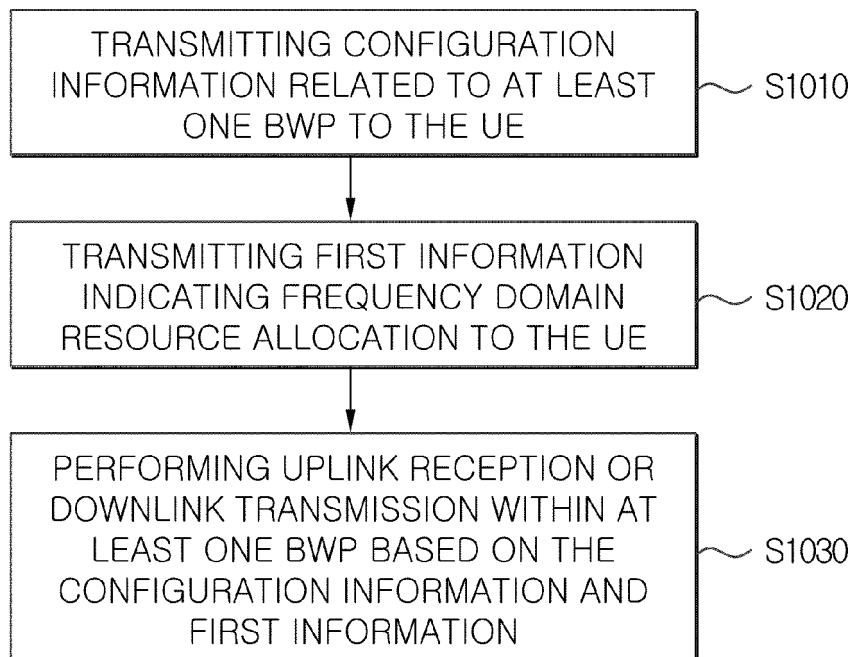 TRANSMITTING CONFIGURATION
INFORMATION RELATED TO AT LEAST
ONE BWP TO THE UE
S1010
TRANSMITTING FIRST INFORMATION
INDICATING FREQUENCY DOMAIN
RESOURCE ALLOCATION TO THE UE
S1020
PERFORMING UPLINK RECEPTION OR
DOWNLINK TRANSMISSION WITHIN AT
LEAST ONE BWP BASED ON THE
CONFIGURATION INFORMATION AND
FIRST INFORMATION
S1030